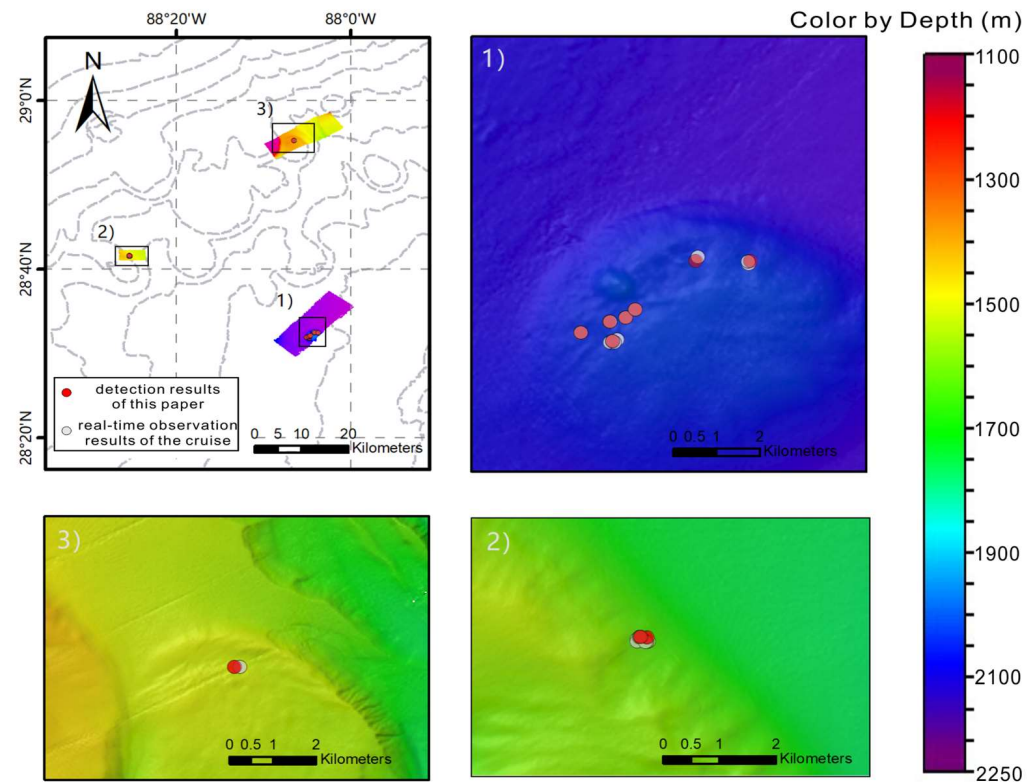 88°20'W
88°0'W
Color by Depth (m)
N
29°0'N
28°40'N
28°20'N
3)
2)
1)
detection results
of this paper
real-time observation
results of the cruise
0 5 10 20
Kilometers
1)
0 0.5 1 2
Kilometers
1100
1300
1500
1700
1900
2100
2250
3)
0 0.5 1 2
Kilometers
2)
0 0.5 1 2
Kilometers